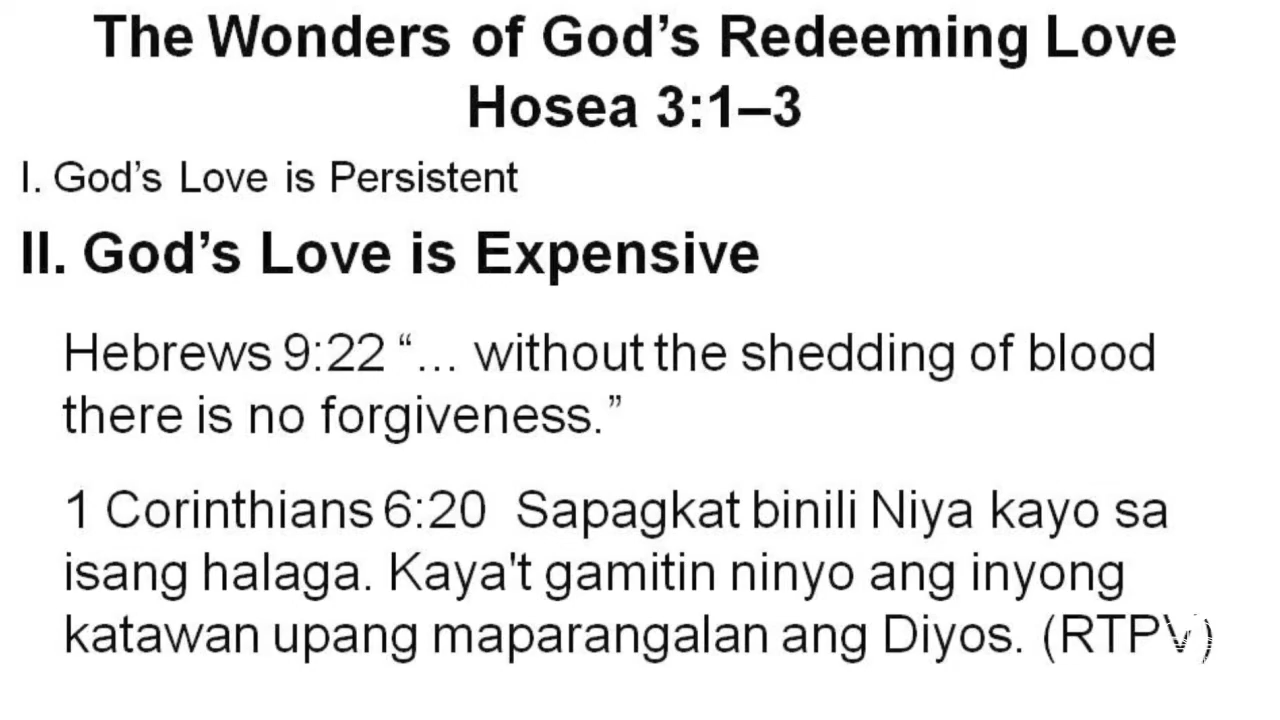 The Wonders of God’s Redeeming Love
Hosea 3:1–3
I. God’s Love is Persistent
II. God’s Love is Expensive
Hebrews 9:22 “... without the shedding of blood
there is no forgiveness.”
1 Corinthians 6:20 Sapagkat binili Niya kayo sa
isang halaga. Kaya't gamitin ninyo ang inyong
katawan upang maparangalan ang Diyos. (RTPV)